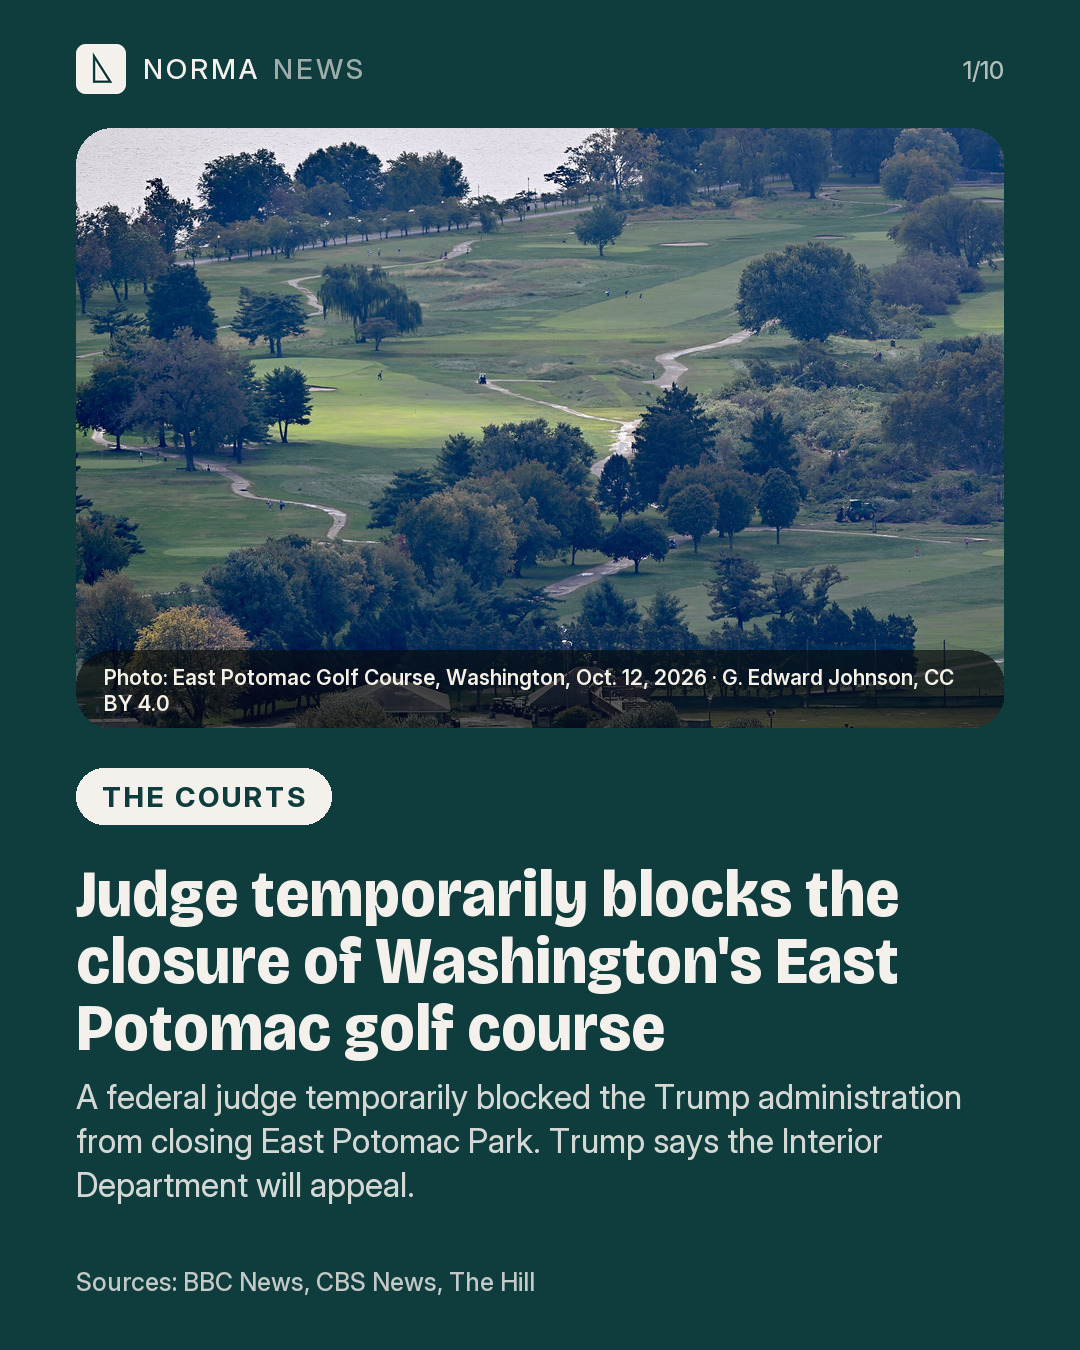 NORMA NEWS
1/10
Photo: East Potomac Golf Course, Washington, Oct. 12, 2026 · G. Edward Johnson, CC
BY 4.0
THE COURTS
Judge temporarily blocks the
closure of Washington's East
Potomac golf course
A federal judge temporarily blocked the Trump administration
from closing East Potomac Park. Trump says the Interior
Department will appeal.
Sources: BBC News, CBS News, The Hill